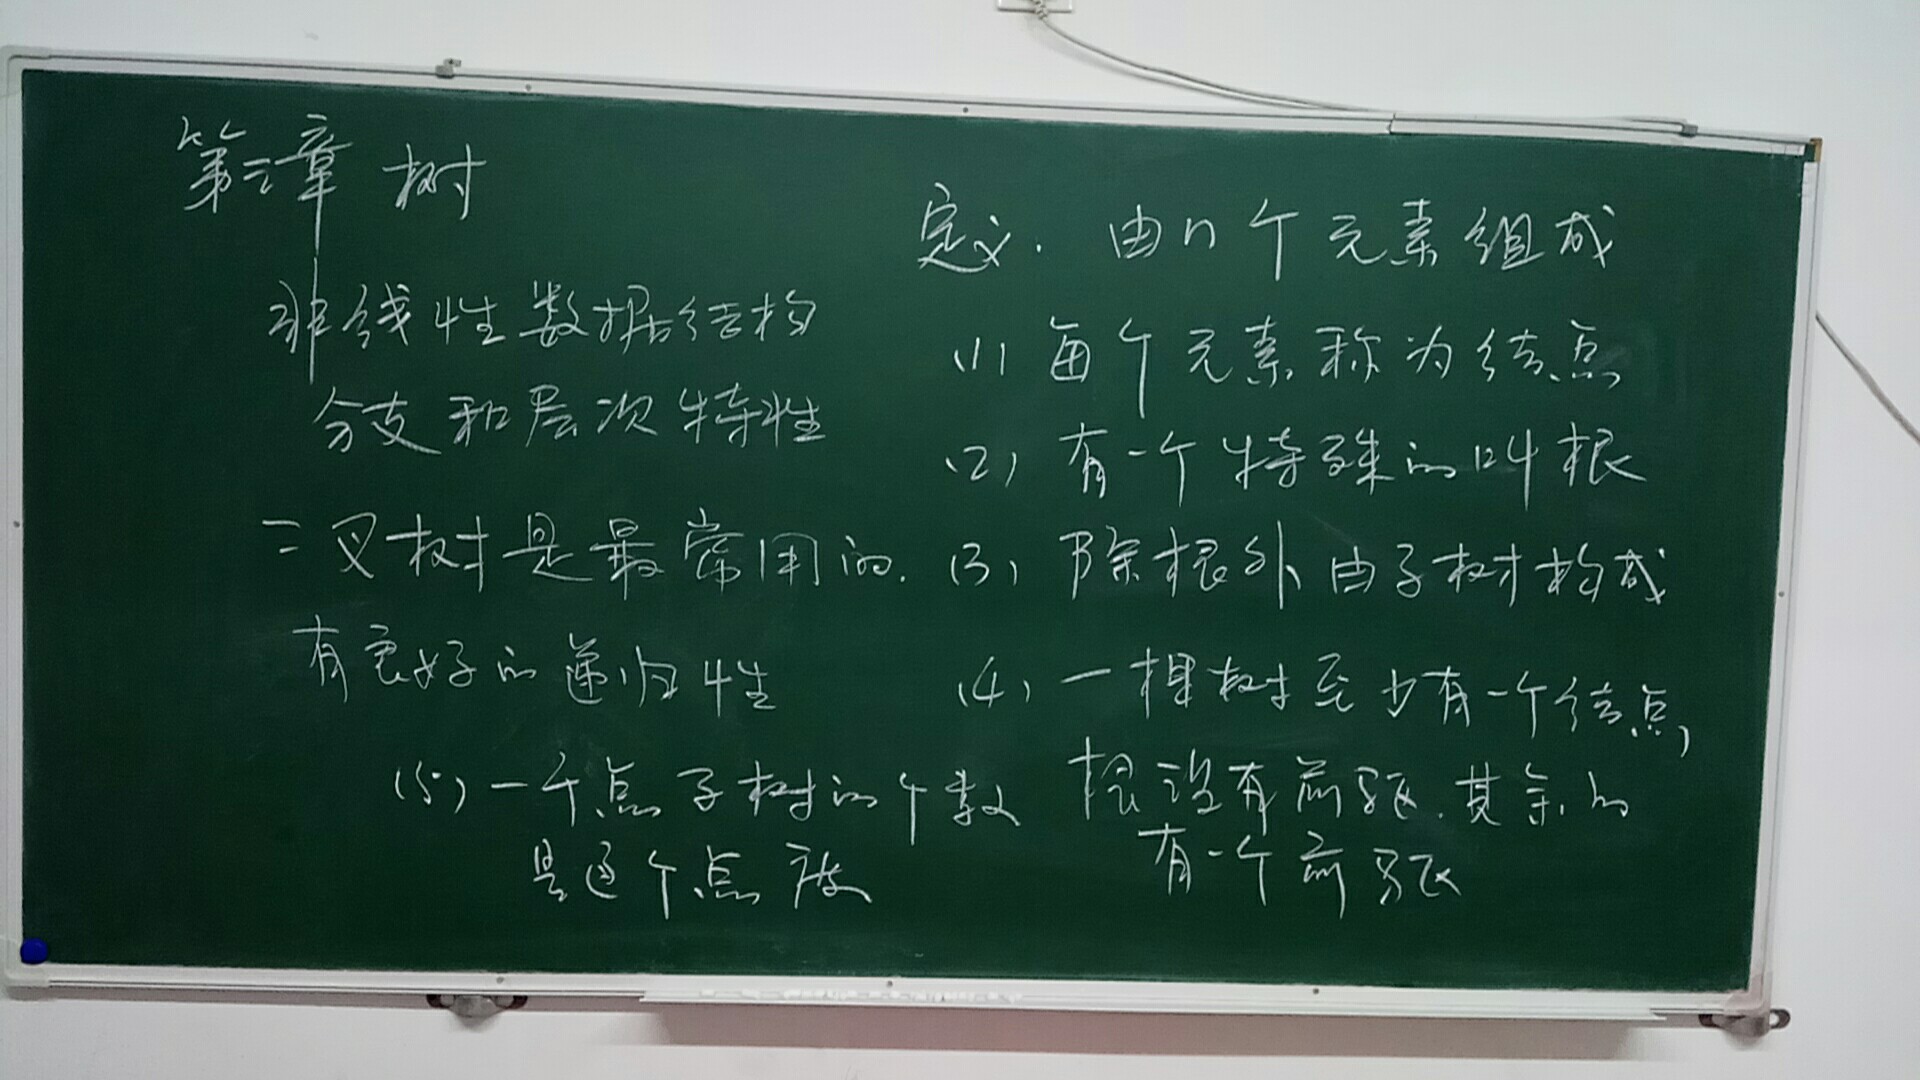 第三章 树
非线性数据结构
分支和层次特性
二叉树是最常用的.
有良好的递归性
定义. 由n个元素组成
(1) 每个元素称为结点
(2) 有一个特殊的叫根
(3) 除根外由子树构成
(4) 一棵树至少有一个结点,
根没有前驱.其余的
有一个前驱
(5) 一个点子树的个数
是这个点度